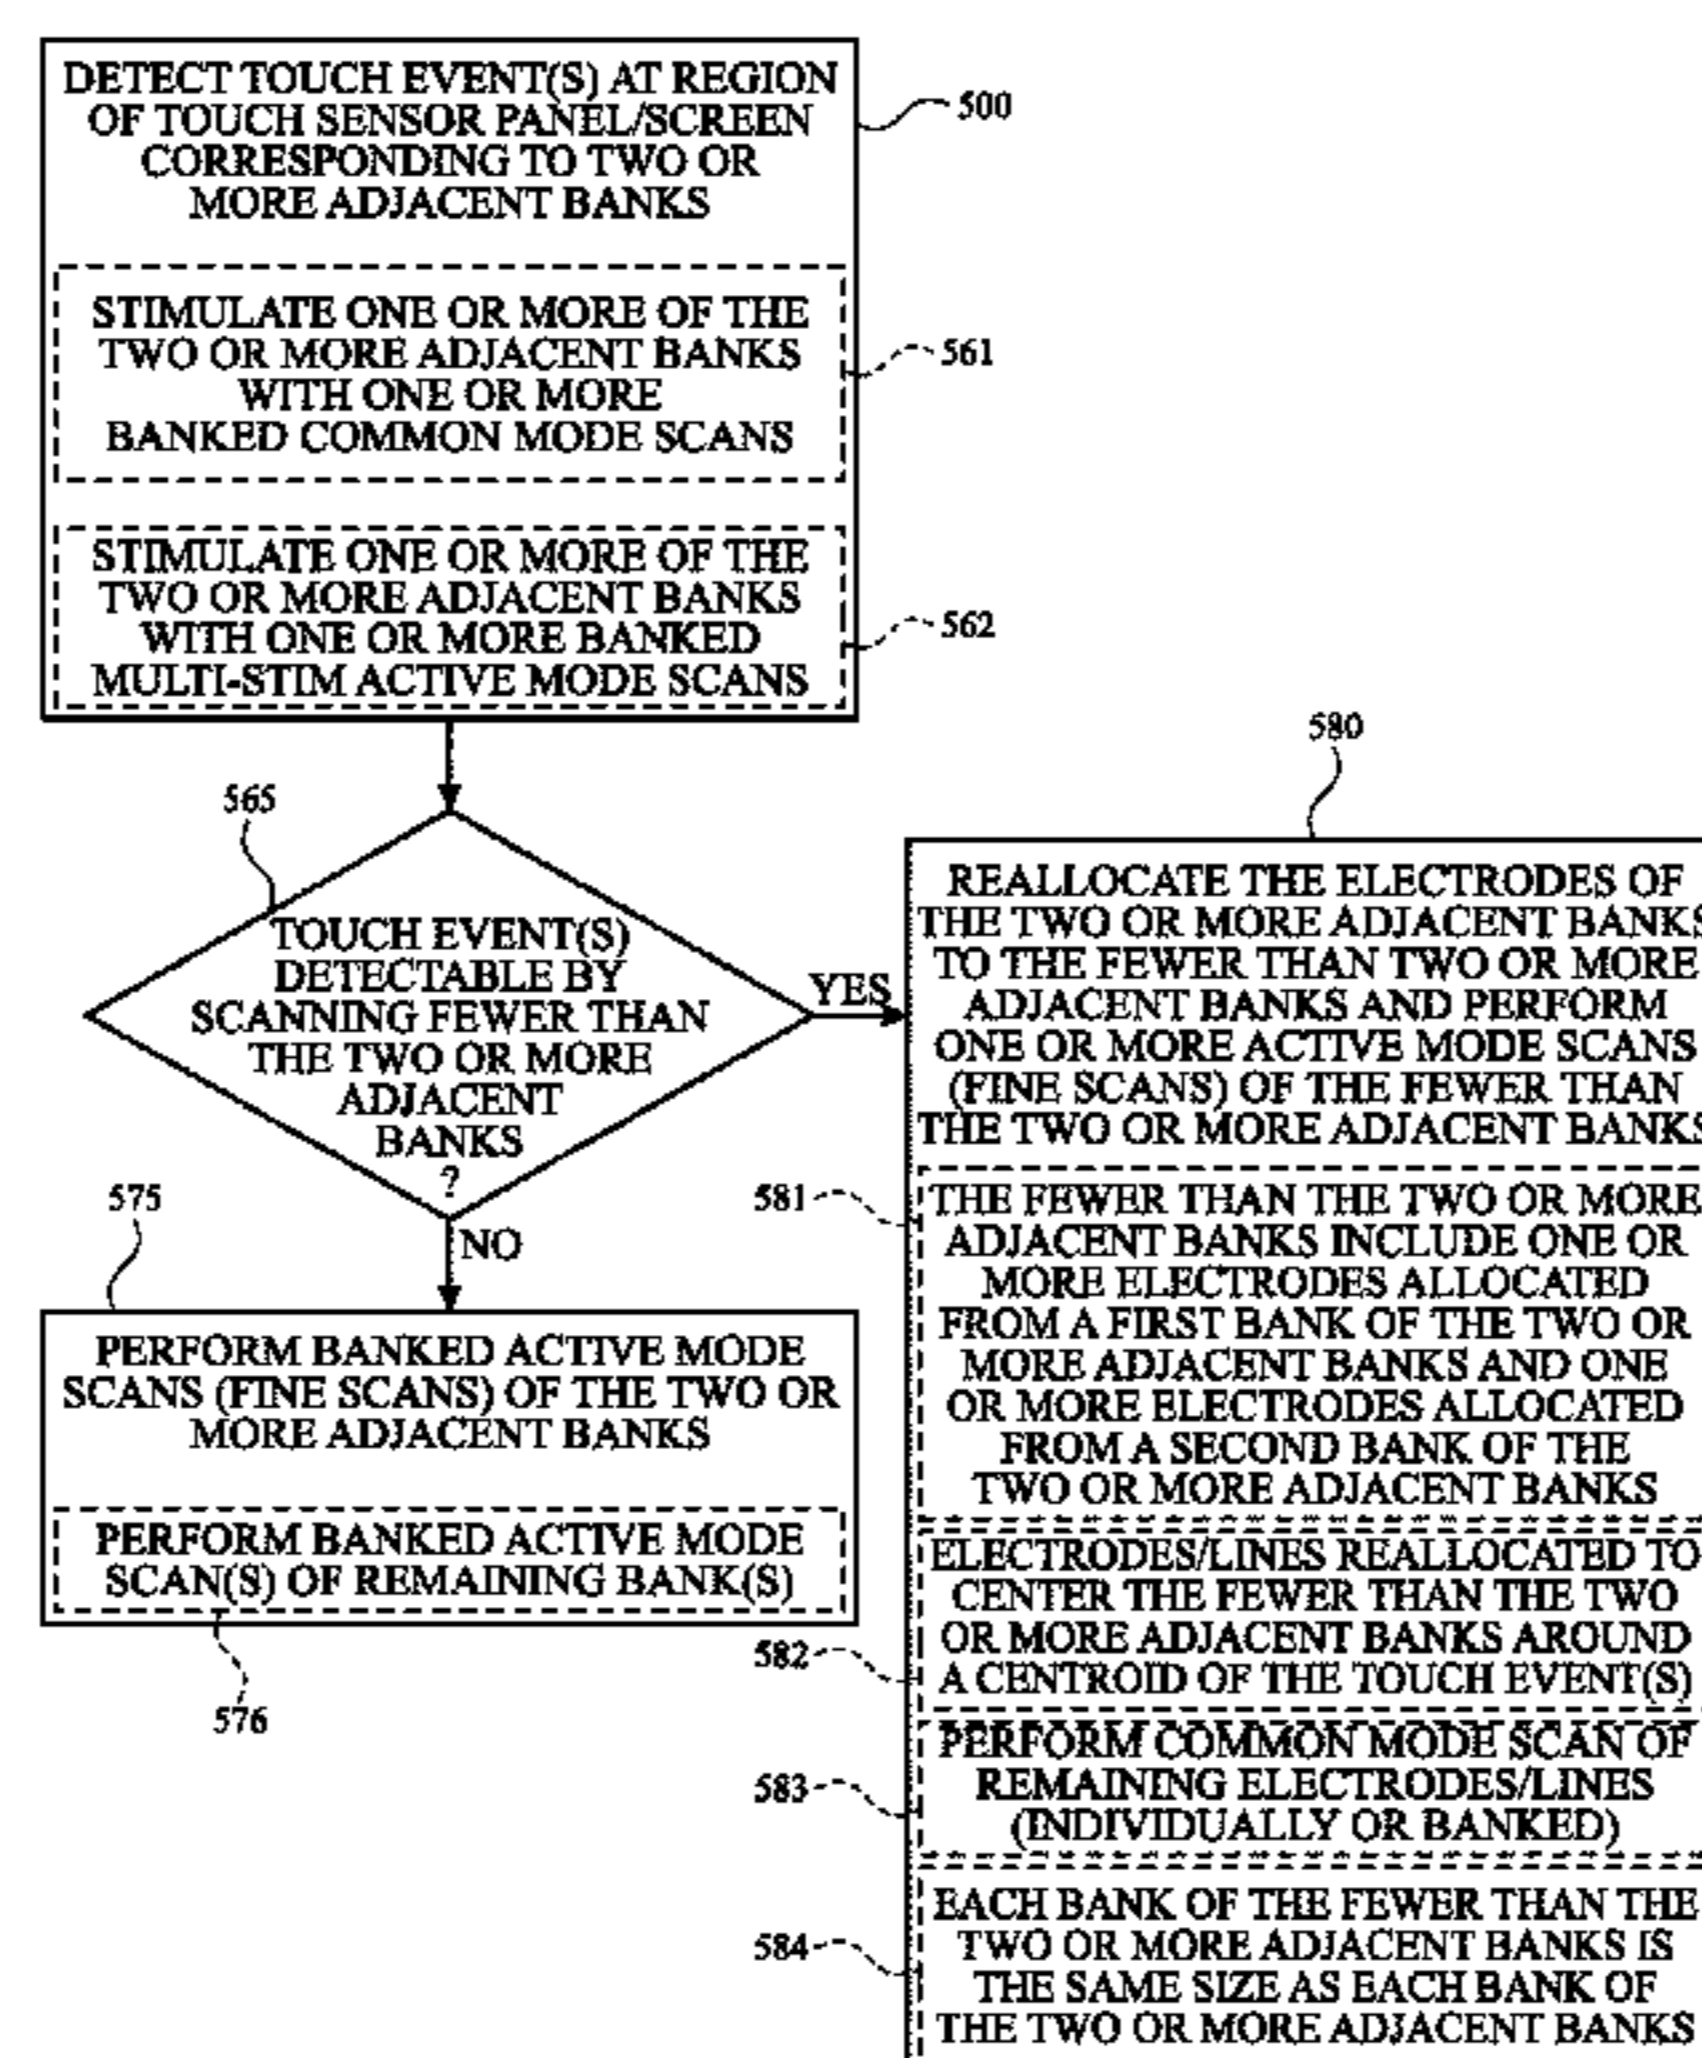 DETECT TOUCH EVENT(S) AT REGION
OF TOUCH SENSOR PANEL/SCREEN
CORRESPONDING TO TWO OR
MORE ADJACENT BANKS
500
STIMULATE ONE OR MORE OF THE
TWO OR MORE ADJACENT BANKS
WITH ONE OR MORE
BANKED COMMON MODE SCANS
561
STIMULATE ONE OR MORE OF THE
TWO OR MORE ADJACENT BANKS
WITH ONE OR MORE BANKED
MULTI-STIM ACTIVE MODE SCANS
562
565
TOUCH EVENT(S)
DETECTABLE BY
SCANNING FEWER THAN
THE TWO OR MORE
ADJACENT
BANKS
?
YES
NO
575
PERFORM BANKED ACTIVE MODE
SCANS (FINE SCANS) OF THE TWO OR
MORE ADJACENT BANKS
PERFORM BANKED ACTIVE MODE
SCAN(S) OF REMAINING BANK(S)
576
580
REALLOCATE THE ELECTRODES OF
THE TWO OR MORE ADJACENT BANKS
TO THE FEWER THAN TWO OR MORE
ADJACENT BANKS AND PERFORM
ONE OR MORE ACTIVE MODE SCANS
(FINE SCANS) OF THE FEWER THAN
THE TWO OR MORE ADJACENT BANKS
581
THE FEWER THAN THE TWO OR MORE
ADJACENT BANKS INCLUDE ONE OR
MORE ELECTRODES ALLOCATED
FROM A FIRST BANK OF THE TWO OR
MORE ADJACENT BANKS AND ONE
OR MORE ELECTRODES ALLOCATED
FROM A SECOND BANK OF THE
TWO OR MORE ADJACENT BANKS
ELECTRODES/LINES REALLOCATED TO
CENTER THE FEWER THAN THE TWO
OR MORE ADJACENT BANKS AROUND
A CENTROID OF THE TOUCH EVENT(S)
582
PERFORM COMMON MODE SCAN OF
REMAINING ELECTRODES/LINES
(INDIVIDUALLY OR BANKED)
583
EACH BANK OF THE FEWER THAN THE
TWO OR MORE ADJACENT BANKS IS
THE SAME SIZE AS EACH BANK OF
THE TWO OR MORE ADJACENT BANKS
584